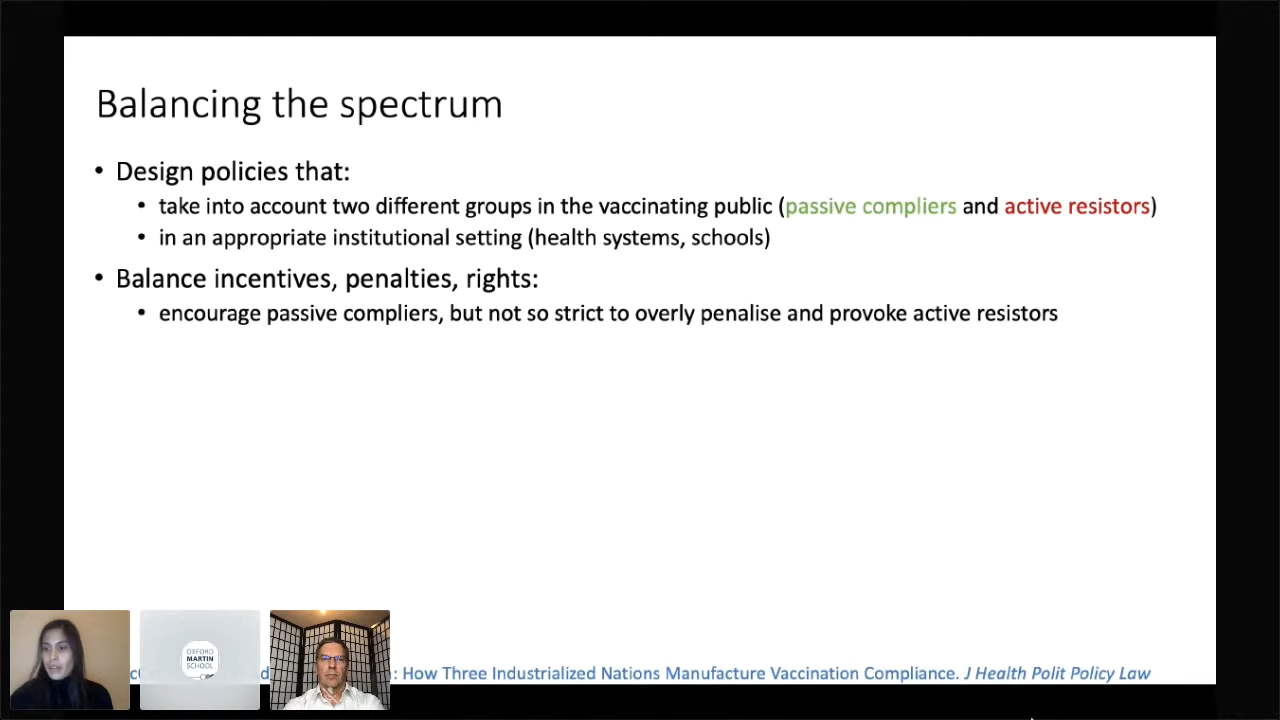 Balancing the spectrum
• Design policies that:
• take into account two different groups in the vaccinating public (passive compliers and active resistors)
• in an appropriate institutional setting (health systems, schools)
• Balance incentives, penalties, rights:
• encourage passive compliers, but not so strict to overly penalise and provoke active resistors
OXFORD
MARTIN
SCHOOL
: How Three Industrialized Nations Manufacture Vaccination Compliance. J Health Polit Policy Law